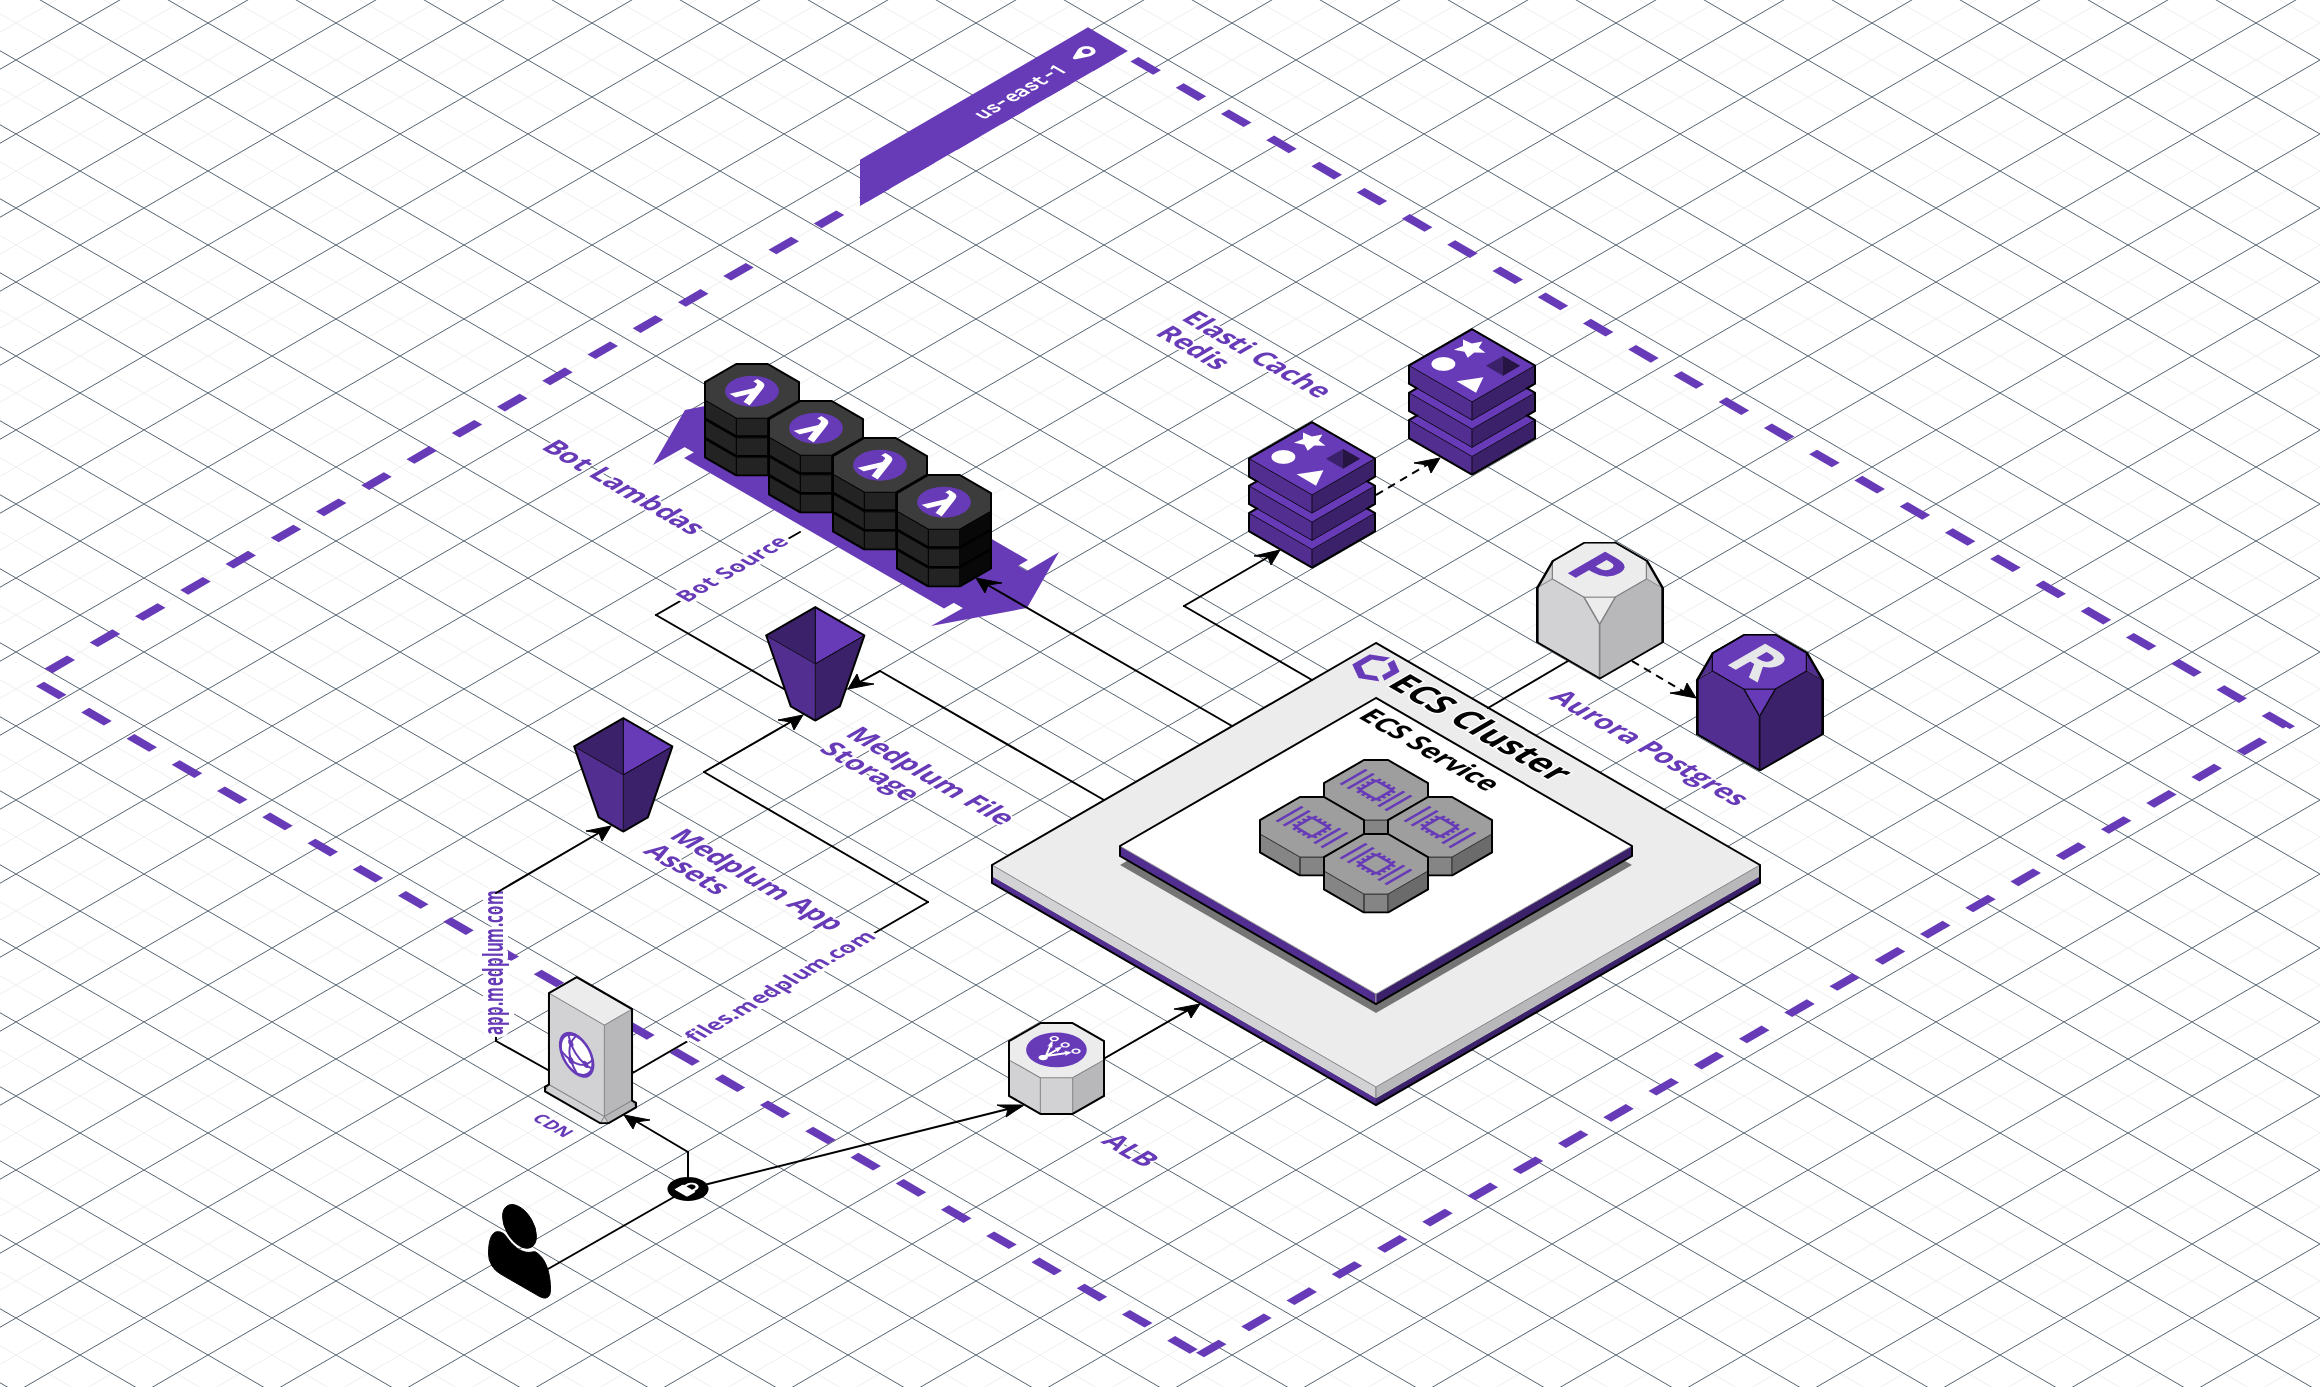 us-east-1
Elasti Cache
Redis
Bot Lambdas
Bot Source
P
R
Aurora Postgres
ECS Cluster
ECS Service
Medplum File
Storage
Medplum App
Assets
app.medplum.com
files.medplum.com
CDN
ALB
λ
λ
λ
λ